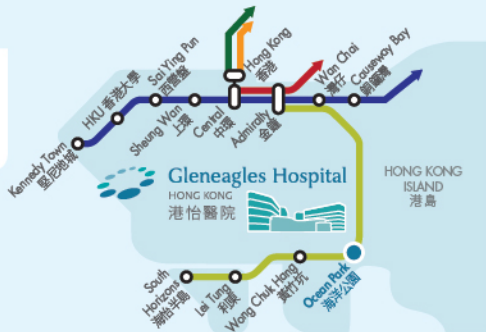 Kennedy Town
堅尼地城
HKU 香港大學
Sai Ying Pun
西營盤
Sheung Wan
上環
Central
中環
Hong Kong
香港
Admiralty
金鐘
Wan Chai
灣仔
Causeway Bay
銅鑼灣
Gleneagles Hospital
HONG KONG
港怡醫院
HONG KONG
ISLAND
港島
South
Horizons
海怡半島
Lei Tung
利東
Wong Chuk Hang
黃竹坑
Ocean Park
海洋公園